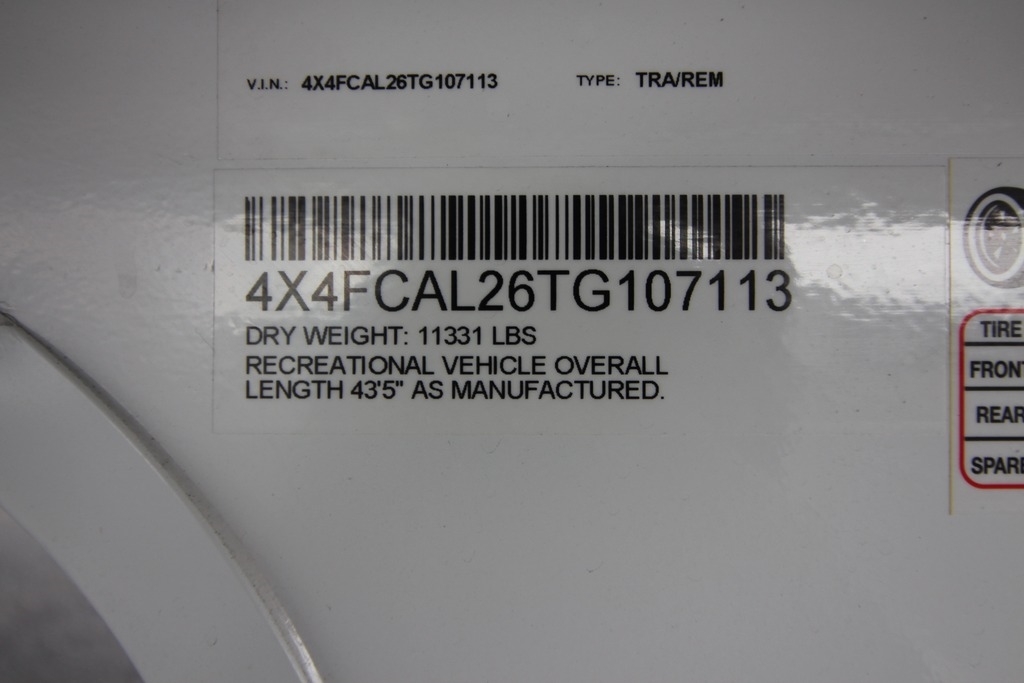 V.I.N.: 4X4FCAL26TG107113 TYPE: TRA/REM
4X4FCAL26TG107113
DRY WEIGHT: 11331 LBS
RECREATIONAL VEHICLE OVERALL
LENGTH 43'5" AS MANUFACTURED.
TIRE
FRONT
REAR
SPARE